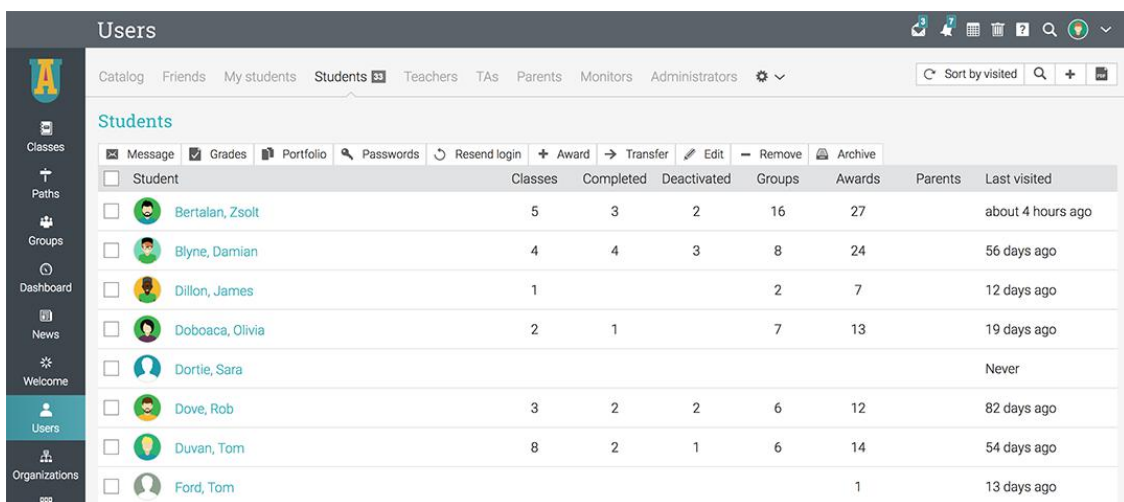 Users 3 7 ?
Catalog Friends My students Students 33 Teachers TAs Parents Monitors Administrators Sort by visited + PDF
A
Students
Classes
Message Grades Portfolio Passwords Resend login + Award Transfer Edit Remove Archive
Student Classes Completed Deactivated Groups Awards Parents Last visited
Paths
Bertalan, Zsolt 5 3 2 16 27 about 4 hours ago
Groups
Blyne, Damian 4 4 3 8 24 56 days ago
Dashboard
Dillon, James 1 2 7 12 days ago
News
Doboaca, Olivia 2 1 7 13 19 days ago
Welcome
Dortie, Sara Never
Users
Dove, Rob 3 2 2 6 12 82 days ago
Duvan, Tom 8 2 1 6 14 54 days ago
Organizations
Ford, Tom 1 13 days ago